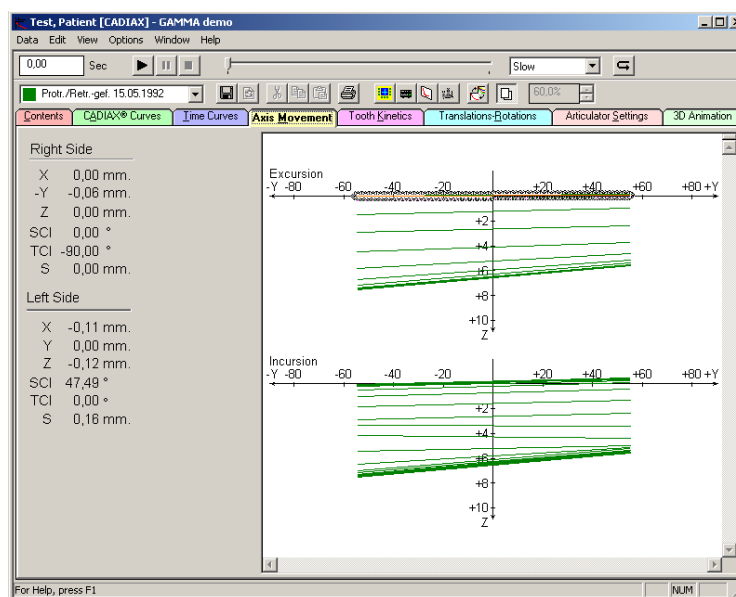 Test, Patient [CADIAX] - GAMMA demo
Data Edit View Options Window Help
0,00 Sec Slow
Protr./Retr.-gef. 15.05.1992 60.0%
Contents CADIAX® Curves Time Curves Axis Movement Tooth Kinetics Translations-Rotations Articulator Settings 3D Animation
Right Side
X 0,00 mm.
-Y -0,06 mm.
Z 0,00 mm.
SCI 0,00 °
TCI -90,00 °
S 0,00 mm.
Left Side
X -0,11 mm.
Y 0,00 mm.
Z -0,12 mm.
SCI 47,49 °
TCI 0,00 °
S 0,16 mm.
Excursion
-Y -80 -60 -40 -20 +20 +40 +60 +80 +Y
+2
+4
+6
+8
+10
Z
Incursion
-Y -80 -60 -40 -20 +20 +40 +60 +80 +Y
+2
+4
+6
+8
+10
Z
For Help, press F1 NUM